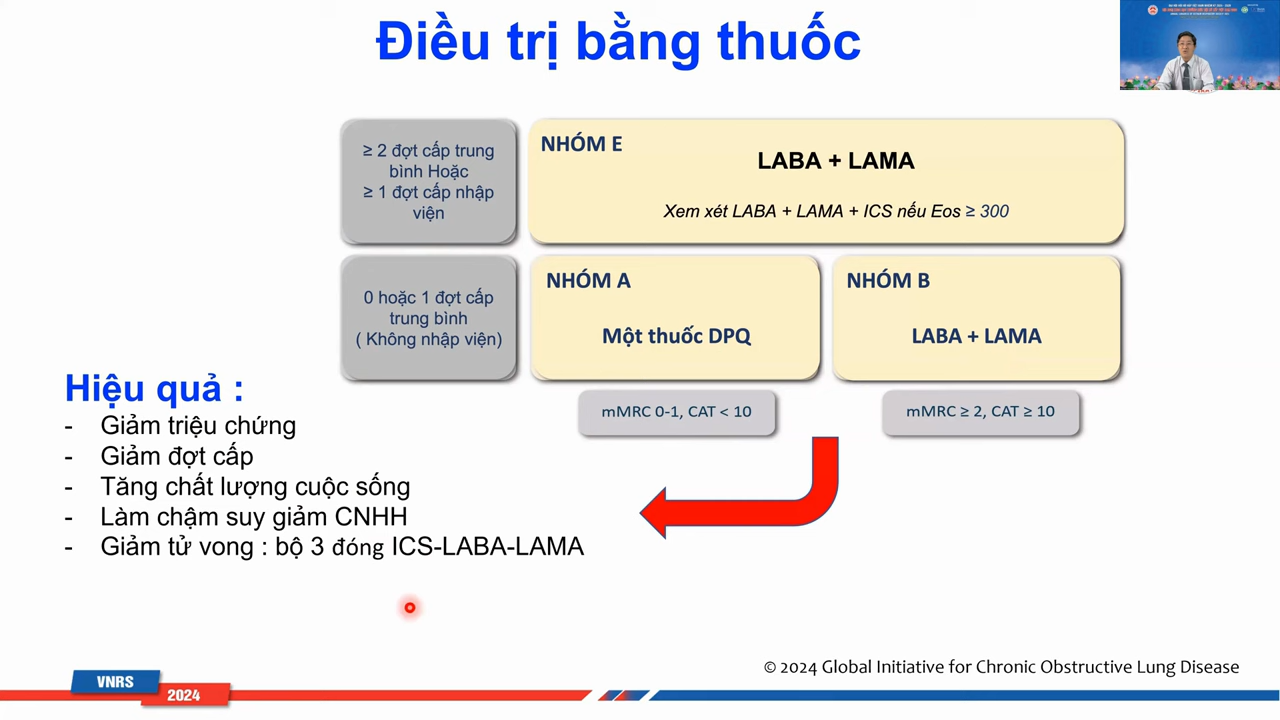 Điều trị bằng thuốc
≥ 2 đợt cấp trung
bình Hoặc
≥ 1 đợt cấp nhập
viện
NHÓM E
LABA + LAMA
Xem xét LABA + LAMA + ICS nếu Eos ≥ 300
0 hoặc 1 đợt cấp
trung bình
( Không nhập viện)
NHÓM A
Một thuốc DPQ
NHÓM B
LABA + LAMA
mMRC 0-1, CAT < 10
mMRC ≥ 2, CAT ≥ 10
Hiệu quả :
- Giảm triệu chứng
- Giảm đợt cấp
- Tăng chất lượng cuộc sống
- Làm chậm suy giảm CNHH
- Giảm tử vong : bộ 3 đóng ICS-LABA-LAMA
© 2024 Global Initiative for Chronic Obstructive Lung Disease
VNRS
2024